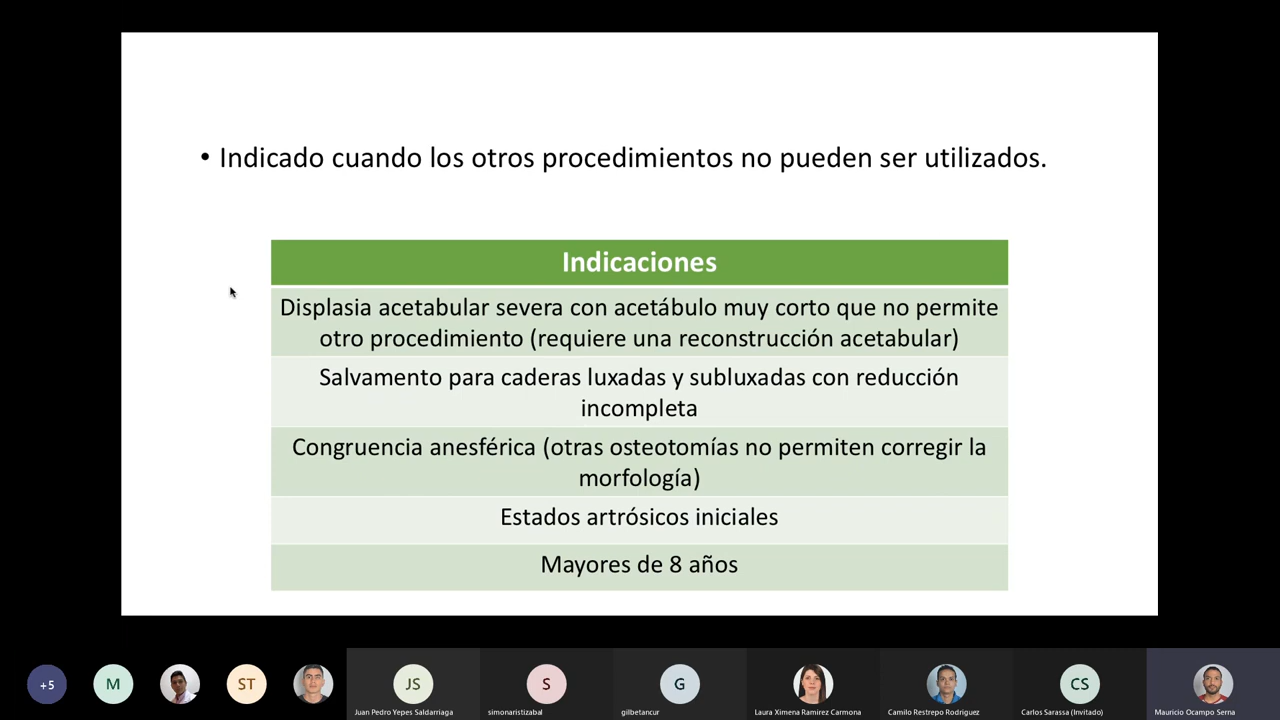 • Indicado cuando los otros procedimientos no pueden ser utilizados.
Indicaciones
Displasia acetabular severa con acetábulo muy corto que no permite
otro procedimiento (requiere una reconstrucción acetabular)
Salvamento para caderas luxadas y subluxadas con reducción
incompleta
Congruencia anesférica (otras osteotomías no permiten corregir la
morfología)
Estados artrósicos iniciales
Mayores de 8 años
+5
M
ST
JS
S
G
CS
Juan Pedro Yepes Saldarriaga
simonaristizabal
gilbetancur
Laura Ximena Ramirez Carmona
Camilo Restrepo Rodriguez
Carlos Sarassa (Invitado)
Mauricio Ocampo Serna